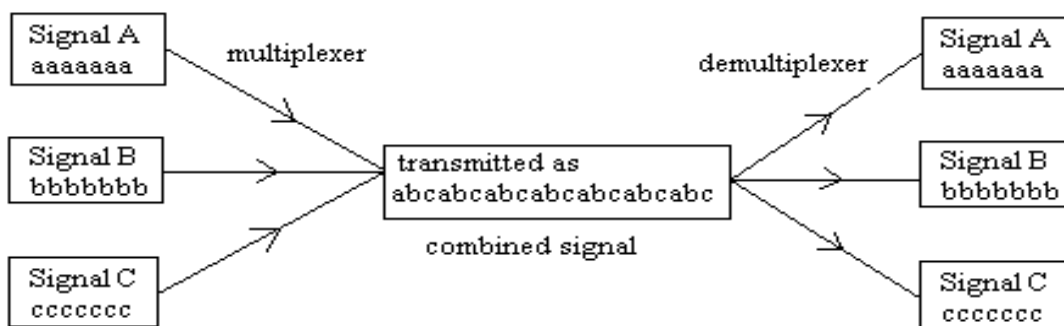 Signal A
aaaaaaa
multiplexer
demultiplexer
Signal A
aaaaaaa
Signal B
bbbbbbb
transmitted as
abcabcabcabcabcabcabc
Signal B
bbbbbbb
combined signal
Signal C
ccccccc
Signal C
ccccccc